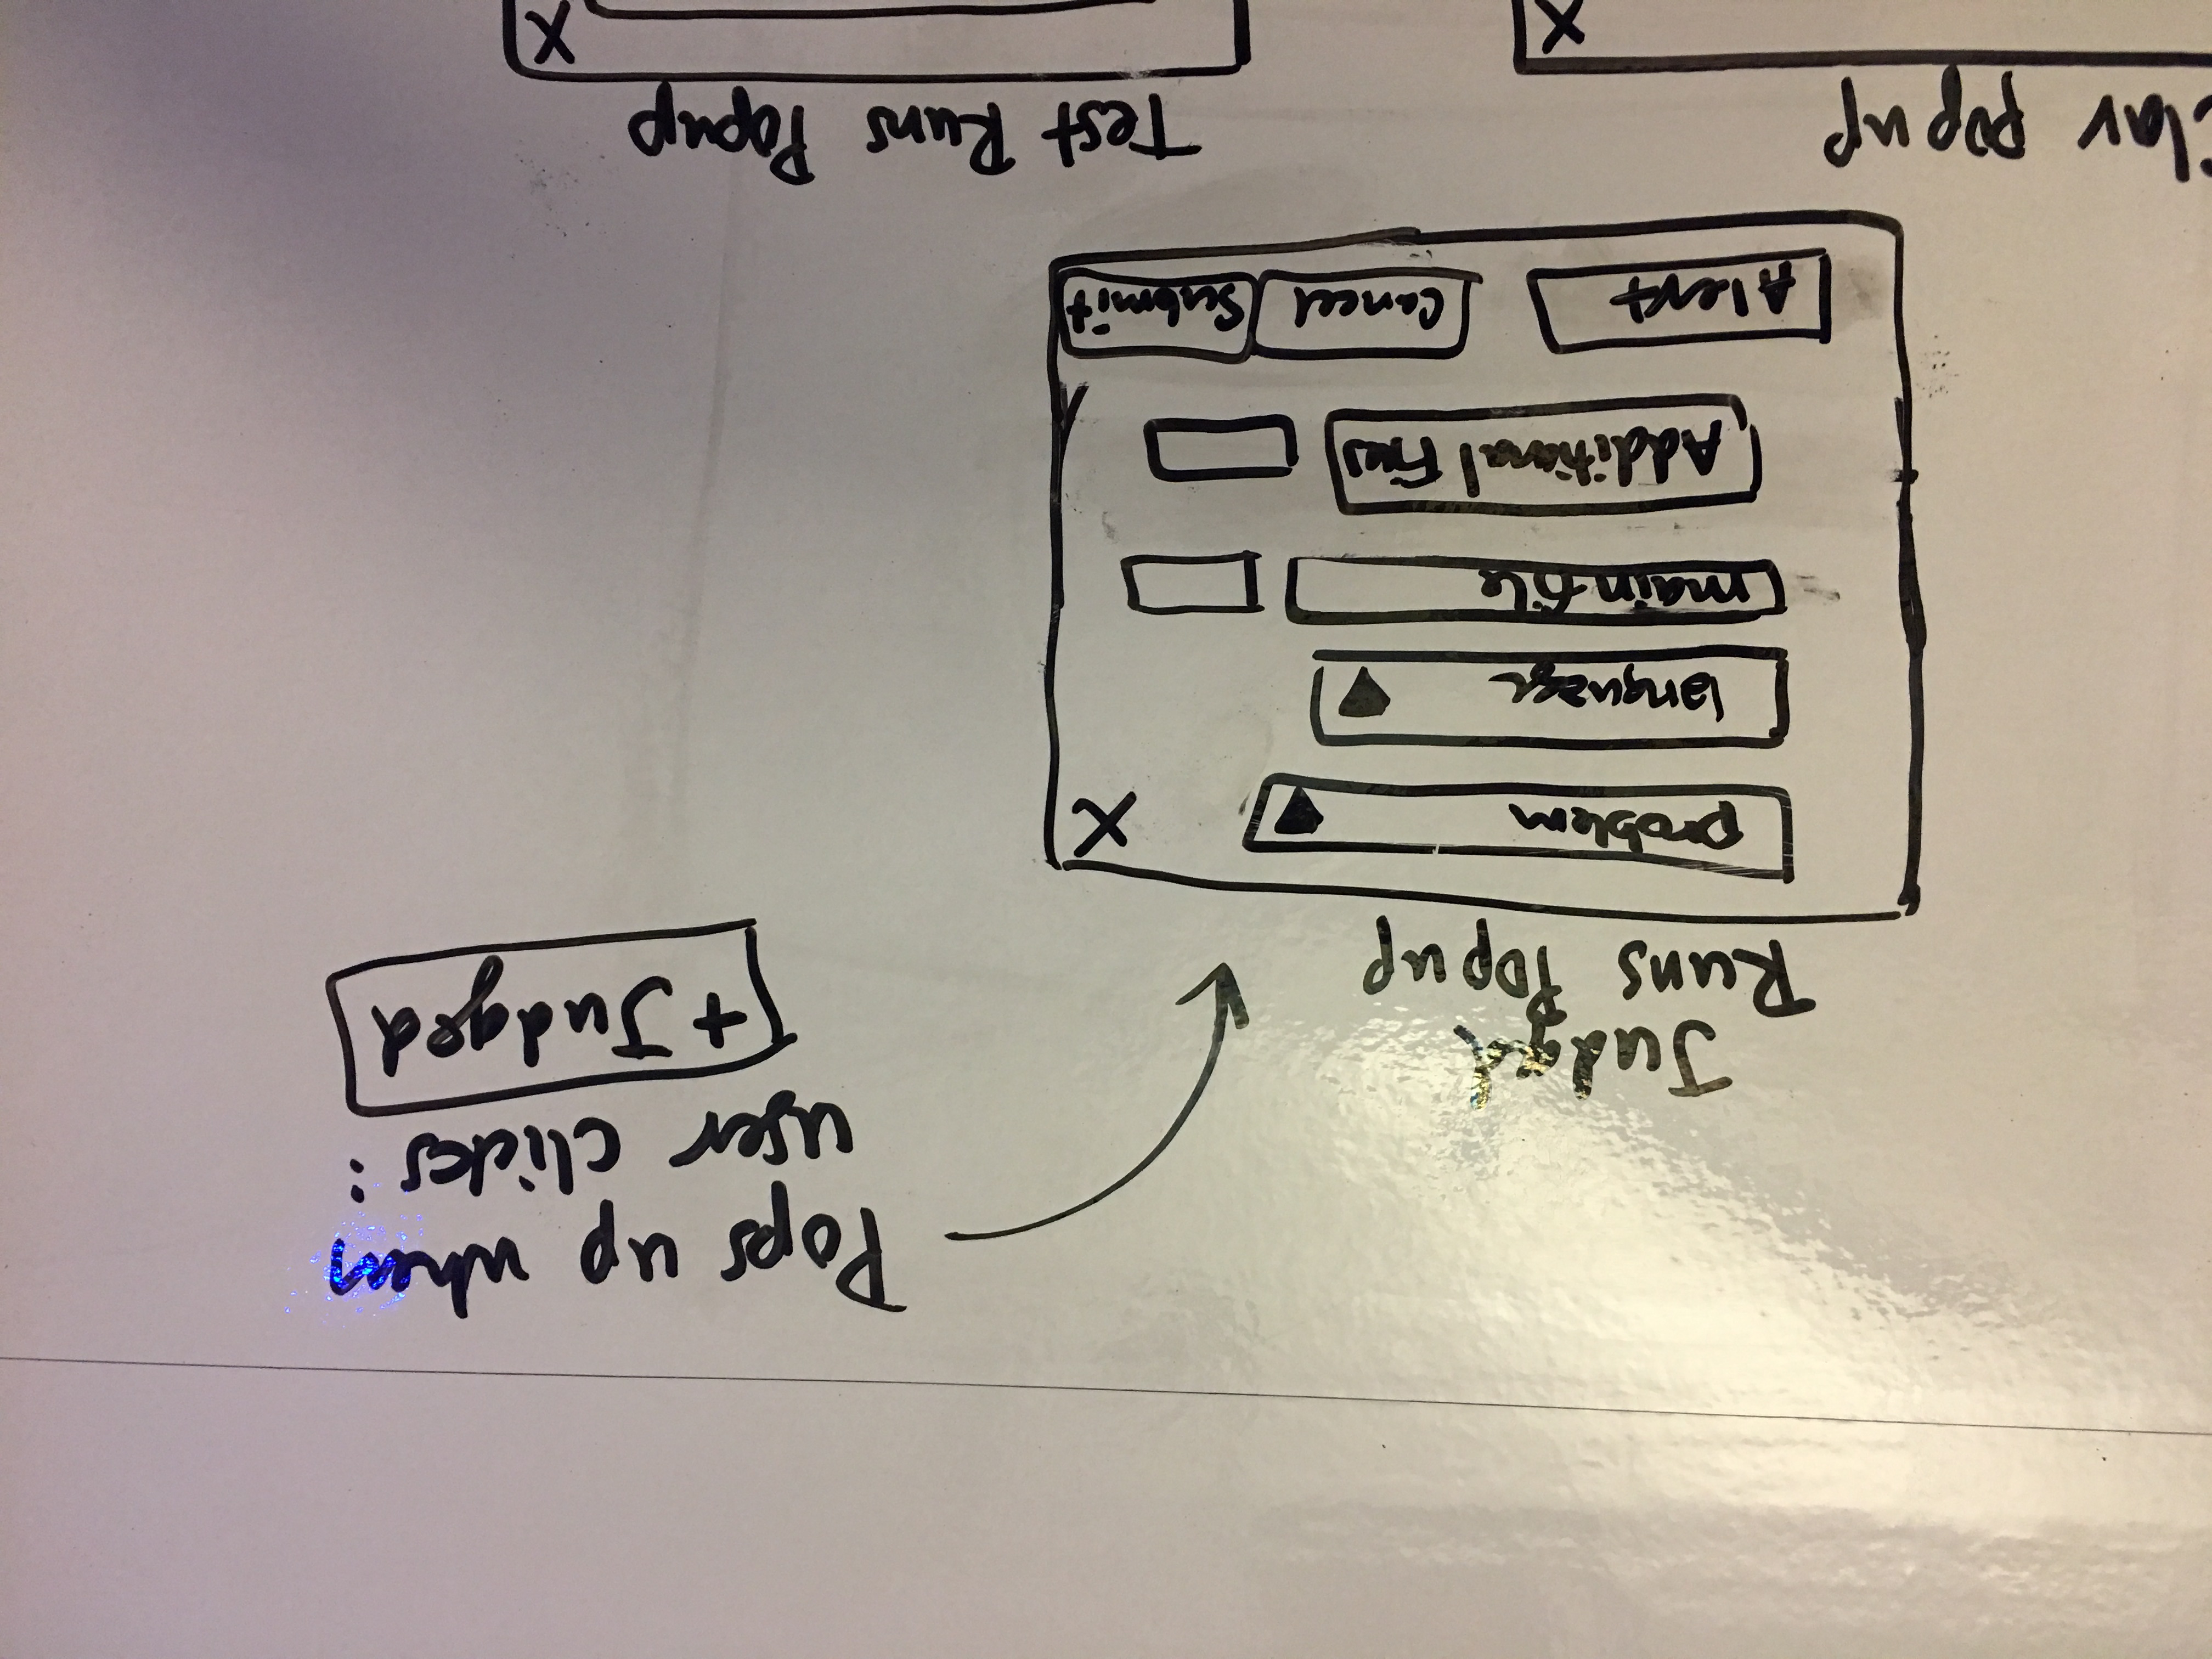 Pops up when
user clicks:
+ Judged
Judged
Runs Popup
X
problem
language
main file
Additional Files
Alert
Cancel
Submit
Clar popup
X
Test Runs Popup
X